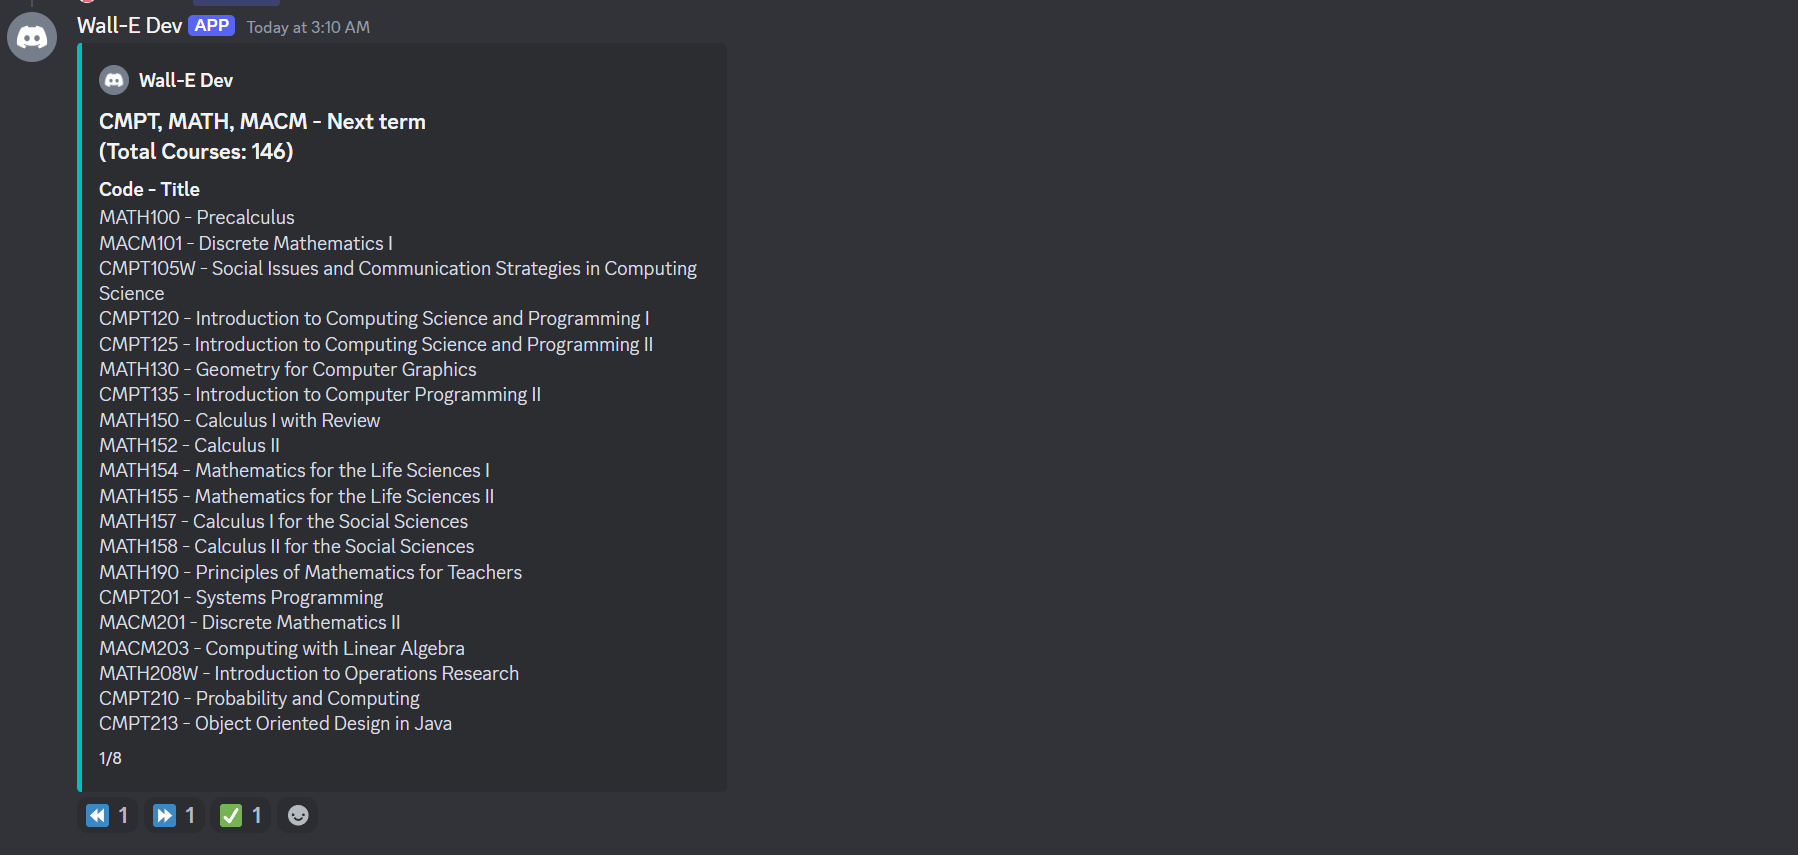 Wall-E Dev APP Today at 3:10 AM
Wall-E Dev
CMPT, MATH, MACM - Next term
(Total Courses: 146)
Code - Title
MATH100 - Precalculus
MACM101 - Discrete Mathematics I
CMPT105W - Social Issues and Communication Strategies in Computing
Science
CMPT120 - Introduction to Computing Science and Programming I
CMPT125 - Introduction to Computing Science and Programming II
MATH130 - Geometry for Computer Graphics
CMPT135 - Introduction to Computer Programming II
MATH150 - Calculus I with Review
MATH152 - Calculus II
MATH154 - Mathematics for the Life Sciences I
MATH155 - Mathematics for the Life Sciences II
MATH157 - Calculus I for the Social Sciences
MATH158 - Calculus II for the Social Sciences
MATH190 - Principles of Mathematics for Teachers
CMPT201 - Systems Programming
MACM201 - Discrete Mathematics II
MACM203 - Computing with Linear Algebra
MATH208W - Introduction to Operations Research
CMPT210 - Probability and Computing
CMPT213 - Object Oriented Design in Java
1/8
1 1 1